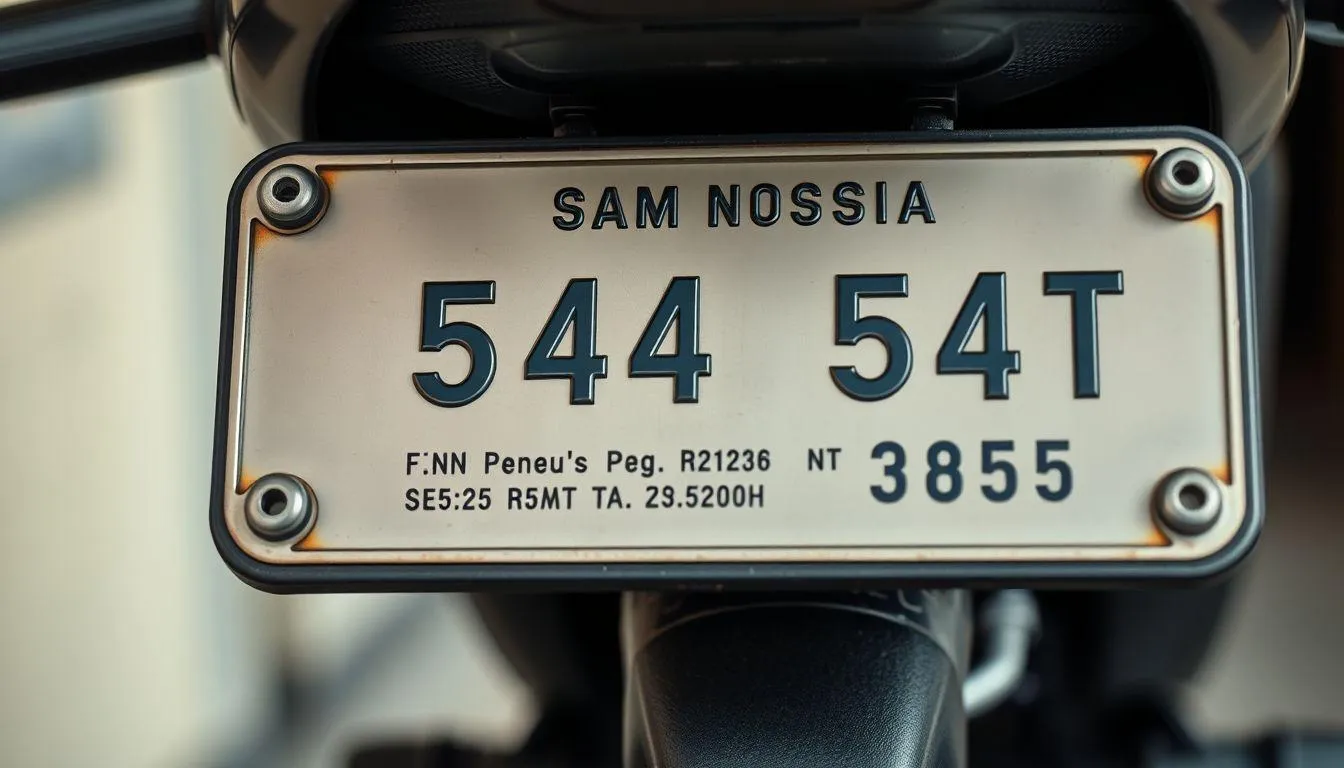 SAM NOSSIA
544 54T
F:NN Peneu's Peg. R21236 NT 3855
SE5:25 R5MT TA. 29.5200H